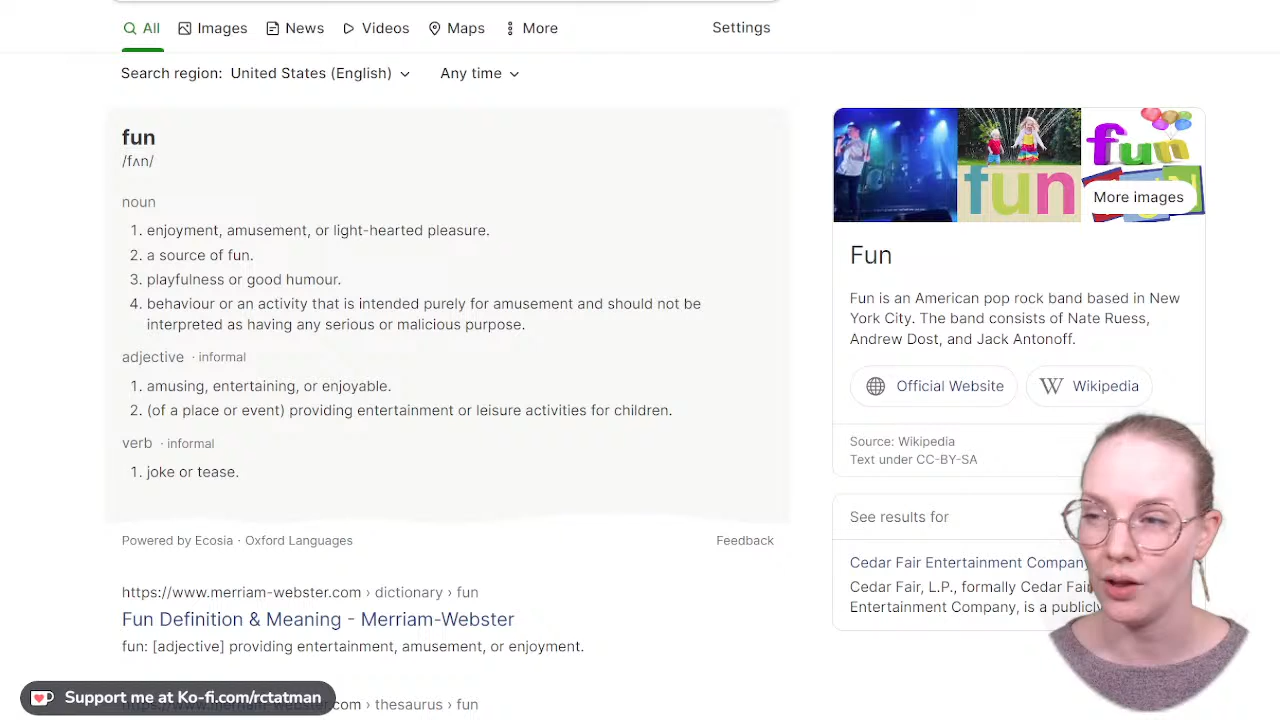 All Images News Videos Maps More Settings
Search region: United States (English) Any time
fun
/fʌn/
noun
1. enjoyment, amusement, or light-hearted pleasure.
2. a source of fun.
3. playfulness or good humour.
4. behaviour or an activity that is intended purely for amusement and should not be
interpreted as having any serious or malicious purpose.
adjective · informal
1. amusing, entertaining, or enjoyable.
2. (of a place or event) providing entertainment or leisure activities for children.
verb · informal
1. joke or tease.
Powered by Ecosia · Oxford Languages Feedback
https://www.merriam-webster.com › dictionary › fun
Fun Definition & Meaning - Merriam-Webster
fun: [adjective] providing entertainment, amusement, or enjoyment.
https://www.merriam-webster.com › thesaurus › fun
Support me at Ko-fi.com/rctatman
fun
fun
More images
Fun
Fun is an American pop rock band based in New
York City. The band consists of Nate Ruess,
Andrew Dost, and Jack Antonoff.
Official Website Wikipedia
Source: Wikipedia
Text under CC-BY-SA
See results for
Cedar Fair Entertainment Company
Cedar Fair, L.P., formally Cedar Fair
Entertainment Company, is a publicly